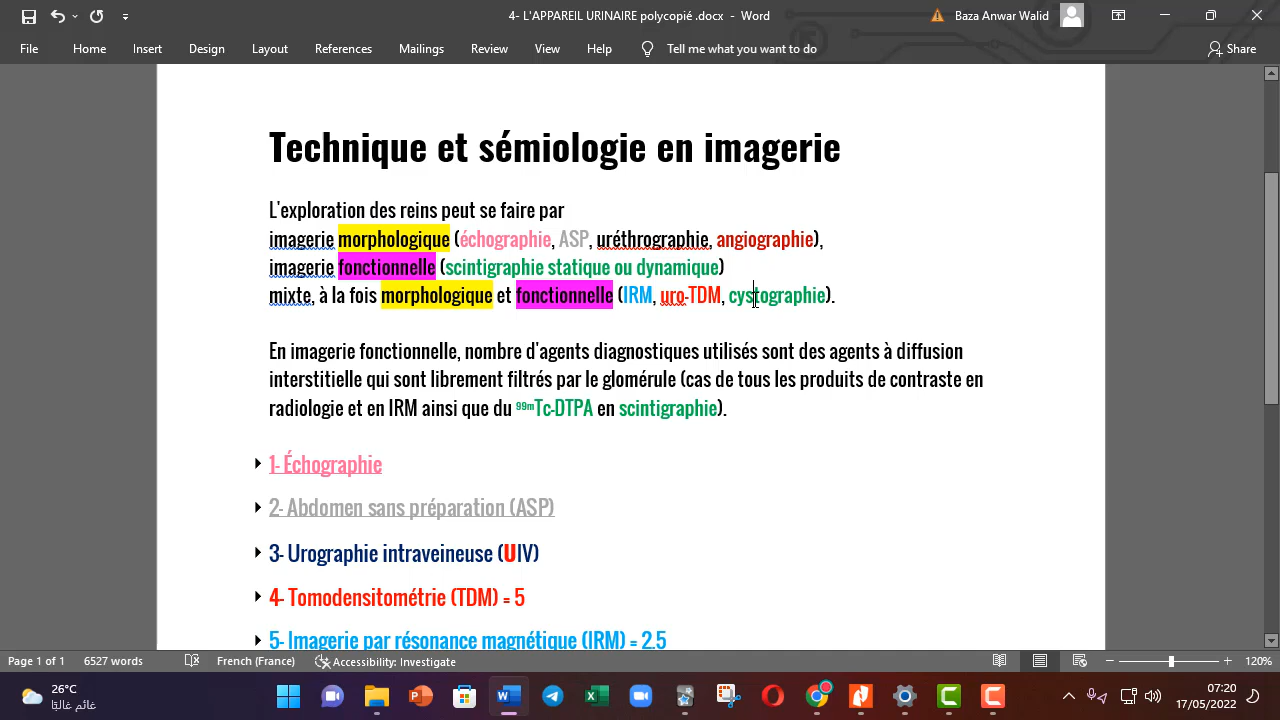 4- L'APPAREIL URINAIRE polycopié .docx - Word
Baza Anwar Walid
File Home Insert Design Layout References Mailings Review View Help Tell me what you want to do Share
Technique et sémiologie en imagerie
L'exploration des reins peut se faire par
imagerie morphologique (échographie, ASP, uréthrographie, angiographie),
imagerie fonctionnelle (scintigraphie statique ou dynamique)
mixte, à la fois morphologique et fonctionnelle (IRM, uro-TDM, cystographie).
En imagerie fonctionnelle, nombre d'agents diagnostiques utilisés sont des agents à diffusion
interstitielle qui sont librement filtrés par le glomérule (cas de tous les produits de contraste en
radiologie et en IRM ainsi que du 99mTc-DTPA en scintigraphie).
1- Échographie
2- Abdomen sans préparation (ASP)
3- Urographie intraveineuse (UIV)
4- Tomodensitométrie (TDM) = 5
5- Imagerie par résonance magnétique (IRM) = 2.5
Page 1 of 1 6527 words French (France) Accessibility: Investigate 120%
26°C
غائم غالبًا
07:20
17/05/2022